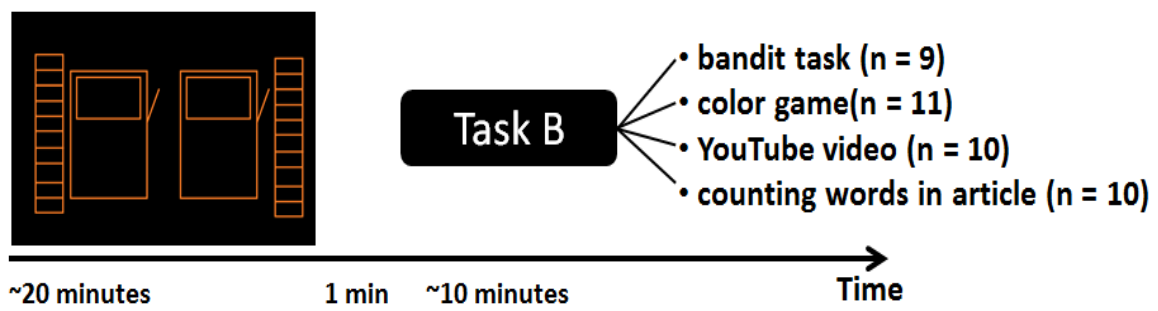 • bandit task (n = 9)
• color game(n = 11)
Task B
• YouTube video (n = 10)
• counting words in article (n = 10)
~20 minutes
1 min
~10 minutes
Time